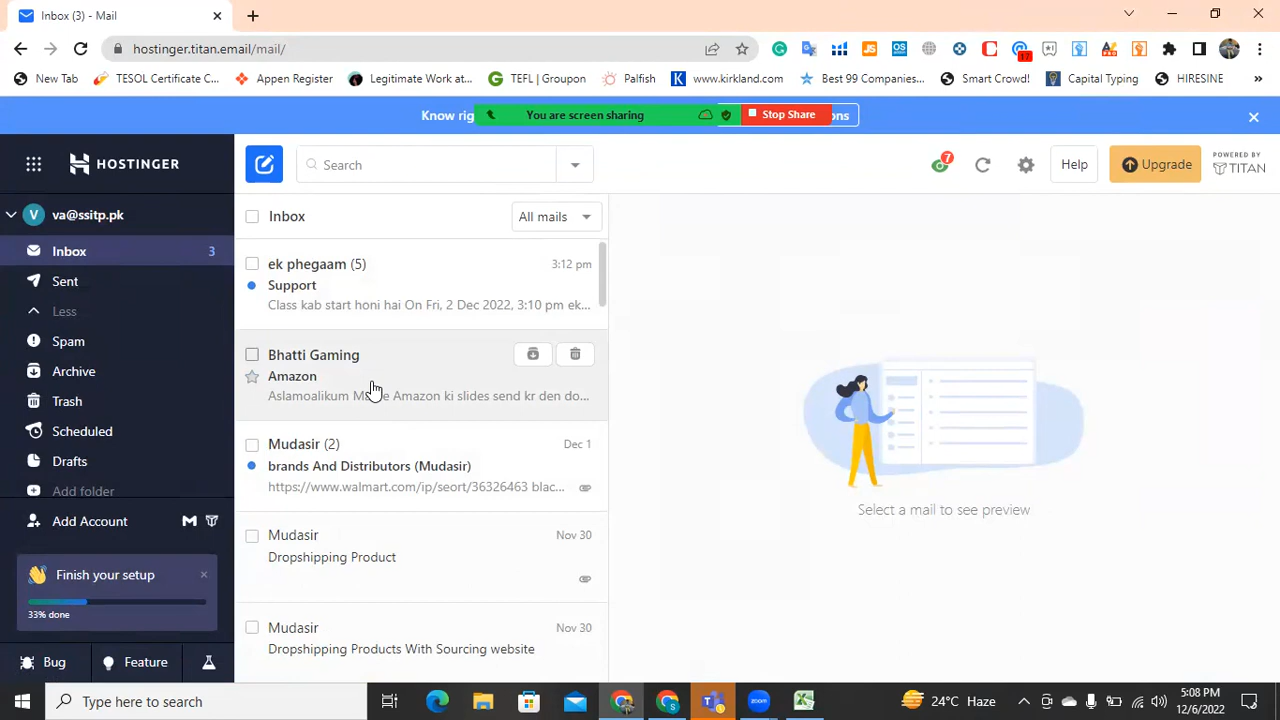 Inbox (3) - Mail
hostinger.titan.email/mail/
17
New Tab
TESOL Certificate C...
Appen Register
Legitimate Work at...
TEFL | Groupon
Palfish
www.kirkland.com
Best 99 Companies...
Smart Crowd!
Capital Typing
HIRESINE
Know rig
You are screen sharing
Stop Share
ons
HOSTINGER
Search
7
Help
Upgrade
POWERED BY
TITAN
V
va@ssitp.pk
Inbox
3
Sent
Less
Spam
Archive
Trash
Scheduled
Drafts
Add folder
Add Account
Finish your setup
33% done
Bug
Feature
Inbox
All mails
ek phegaam (5)
3:12 pm
Support
Class kab start honi hai On Fri, 2 Dec 2022, 3:10 pm ek...
Bhatti Gaming
Amazon
Aslamoalikum M e Amazon ki slides send kr den do...
Mudasir (2)
Dec 1
brands And Distributors (Mudasir)
https://www.walmart.com/ip/seort/36326463 blac...
Mudasir
Nov 30
Dropshipping Product
Mudasir
Nov 30
Dropshipping Products With Sourcing website
Select a mail to see preview
Type here to search
24°C Haze
5:08 PM
12/6/2022